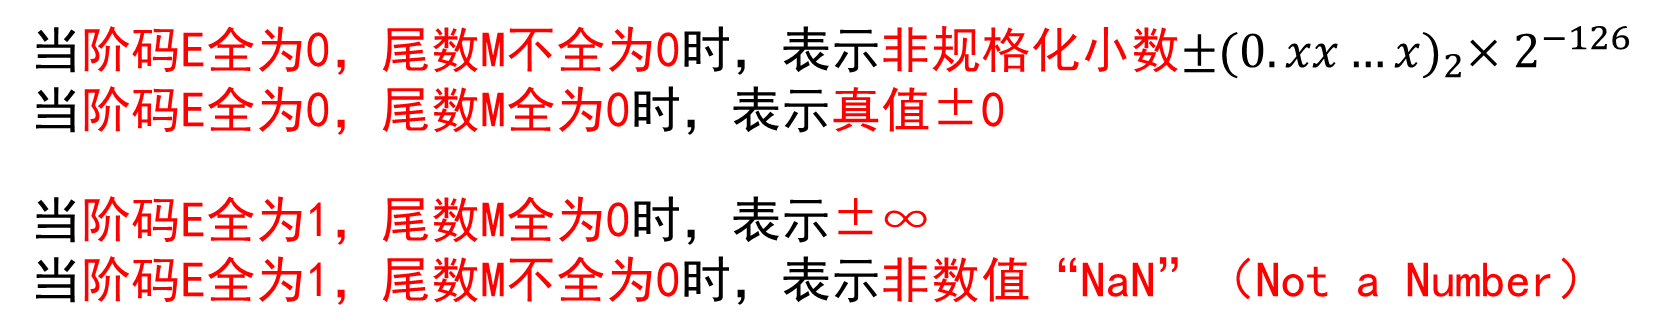 当阶码E全为0，尾数M不全为0时，表示非规格化小数±(0.xx…x)₂×2⁻¹²⁶
当阶码E全为0，尾数M全为0时，表示真值±0
当阶码E全为1，尾数M全为0时，表示±∞
当阶码E全为1，尾数M不全为0时，表示非数值“NaN”（Not a Number）